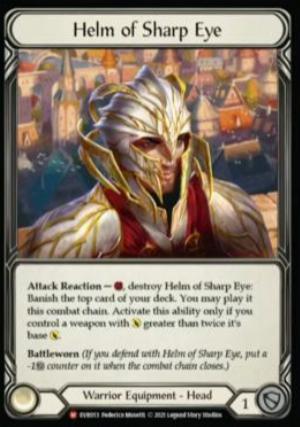 Helm of Sharp Eye
Attack Reaction — , destroy Helm of Sharp Eye:
Banish the top card of your deck. You may play it
this combat chain. Activate this ability only if you
control a weapon with greater than twice it's
base .
Battleworn (If you defend with Helm of Sharp Eye, put a
-1 counter on it when the combat chain closes.)
Warrior Equipment - Head
1
M EVR053 Federico Musetti © 2021 Legend Story Studios